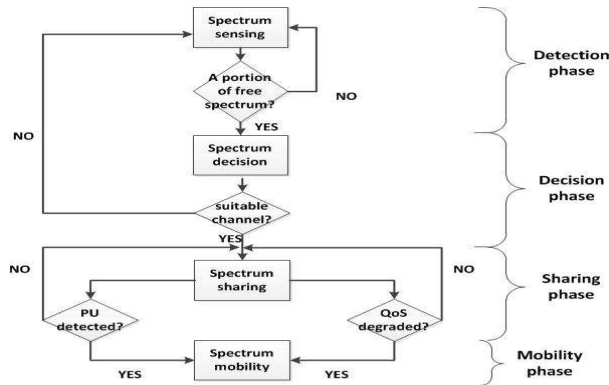 Spectrum
sensing
Detection
phase
A portion
of free
spectrum?
NO
YES
NO
Spectrum
decision
Decision
phase
suitable
channel?
YES
NO
NO
Spectrum
sharing
Sharing
phase
PU
detected?
QoS
degraded?
Spectrum
mobility
YES
YES
Mobility
phase